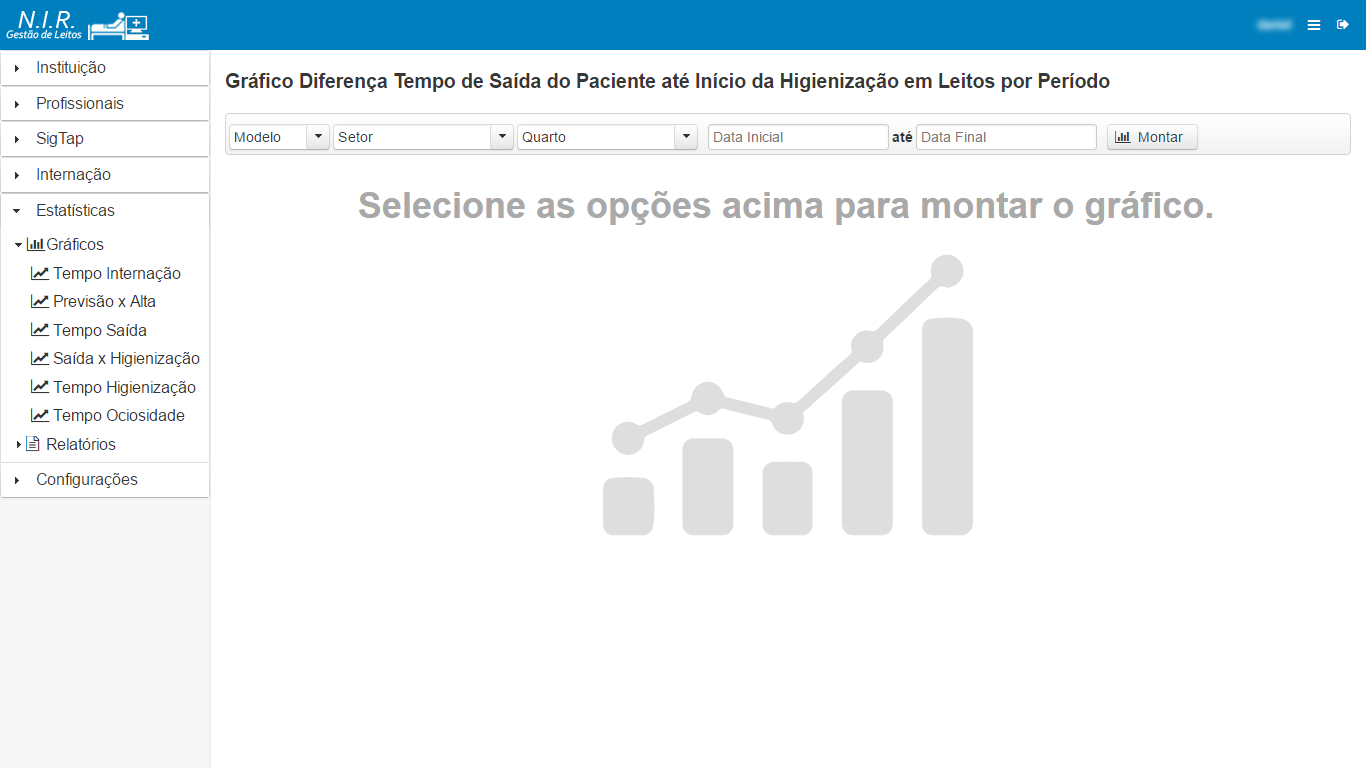 N.I.R.
Gestão de Leitos
Instituição
Profissionais
SigTap
Internação
Estatísticas
Gráficos
Tempo Internação
Previsão x Alta
Tempo Saída
Saída x Higienização
Tempo Higienização
Tempo Ociosidade
Relatórios
Configurações
Gráfico Diferença Tempo de Saída do Paciente até Início da Higienização em Leitos por Período
Modelo Setor Quarto Data Inicial até Data Final Montar
Selecione as opções acima para montar o gráfico.